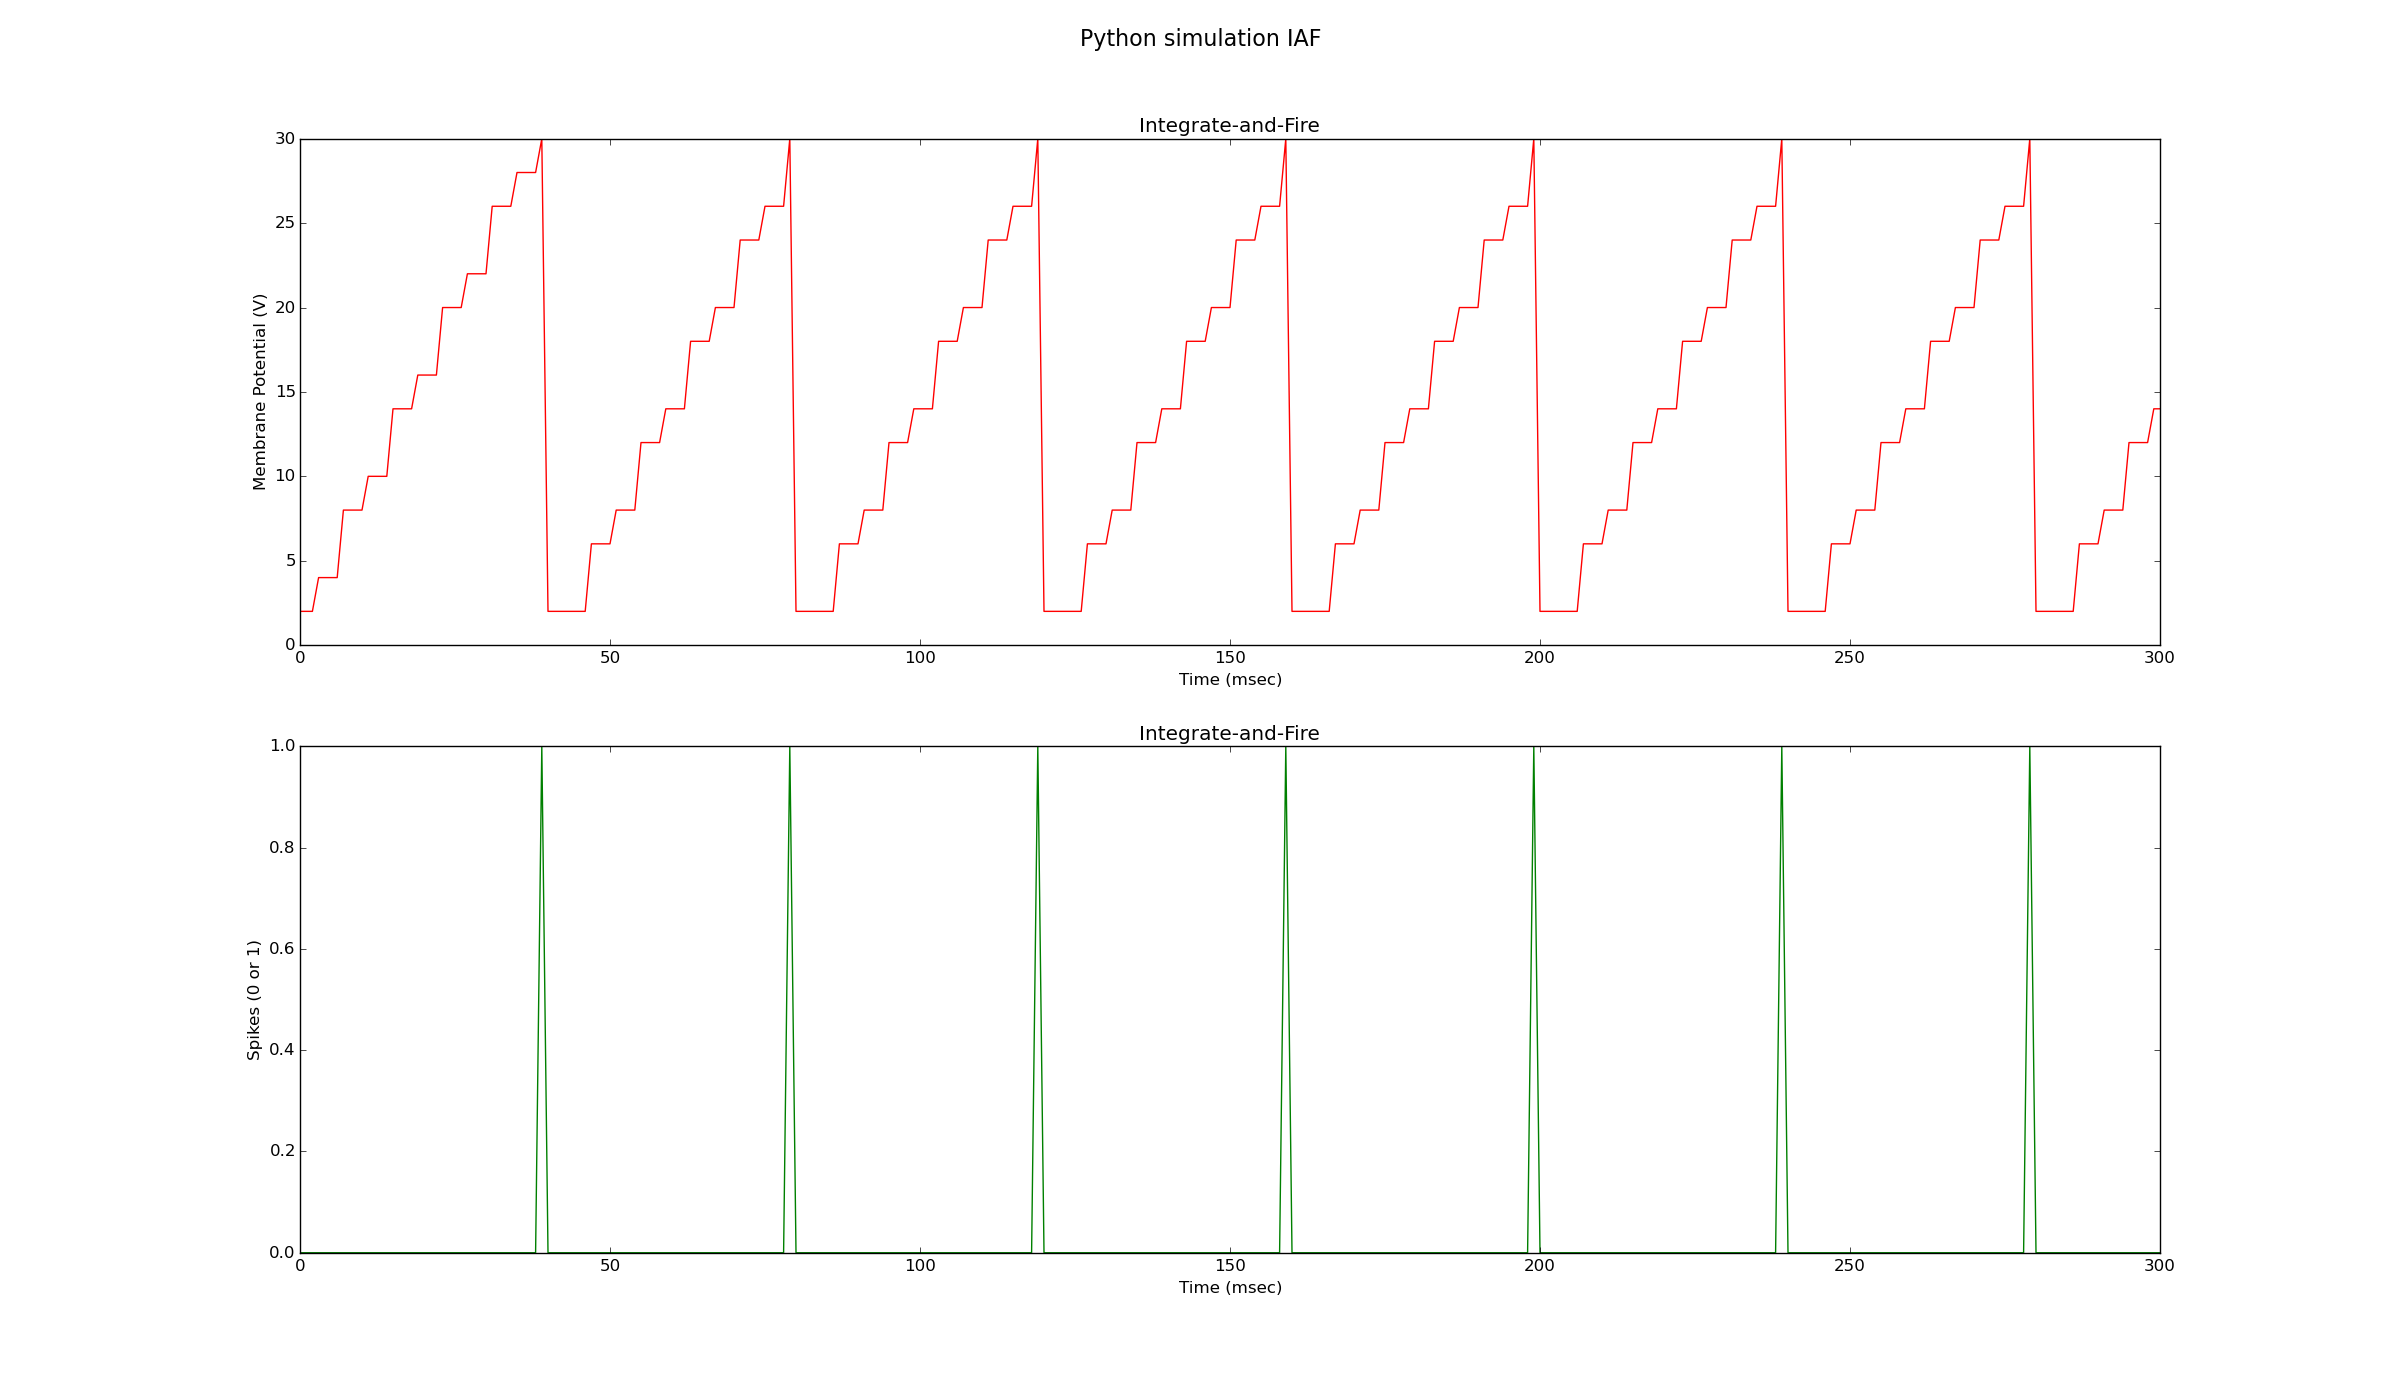 Python simulation IAF
Integrate-and-Fire
30
25
20
15
10
5
0
Membrane Potential (V)
0 50 100 150 200 250 300
Time (msec)
Integrate-and-Fire
1.0
0.8
0.6
0.4
0.2
0.0
Spikes (0 or 1)
0 50 100 150 200 250 300
Time (msec)